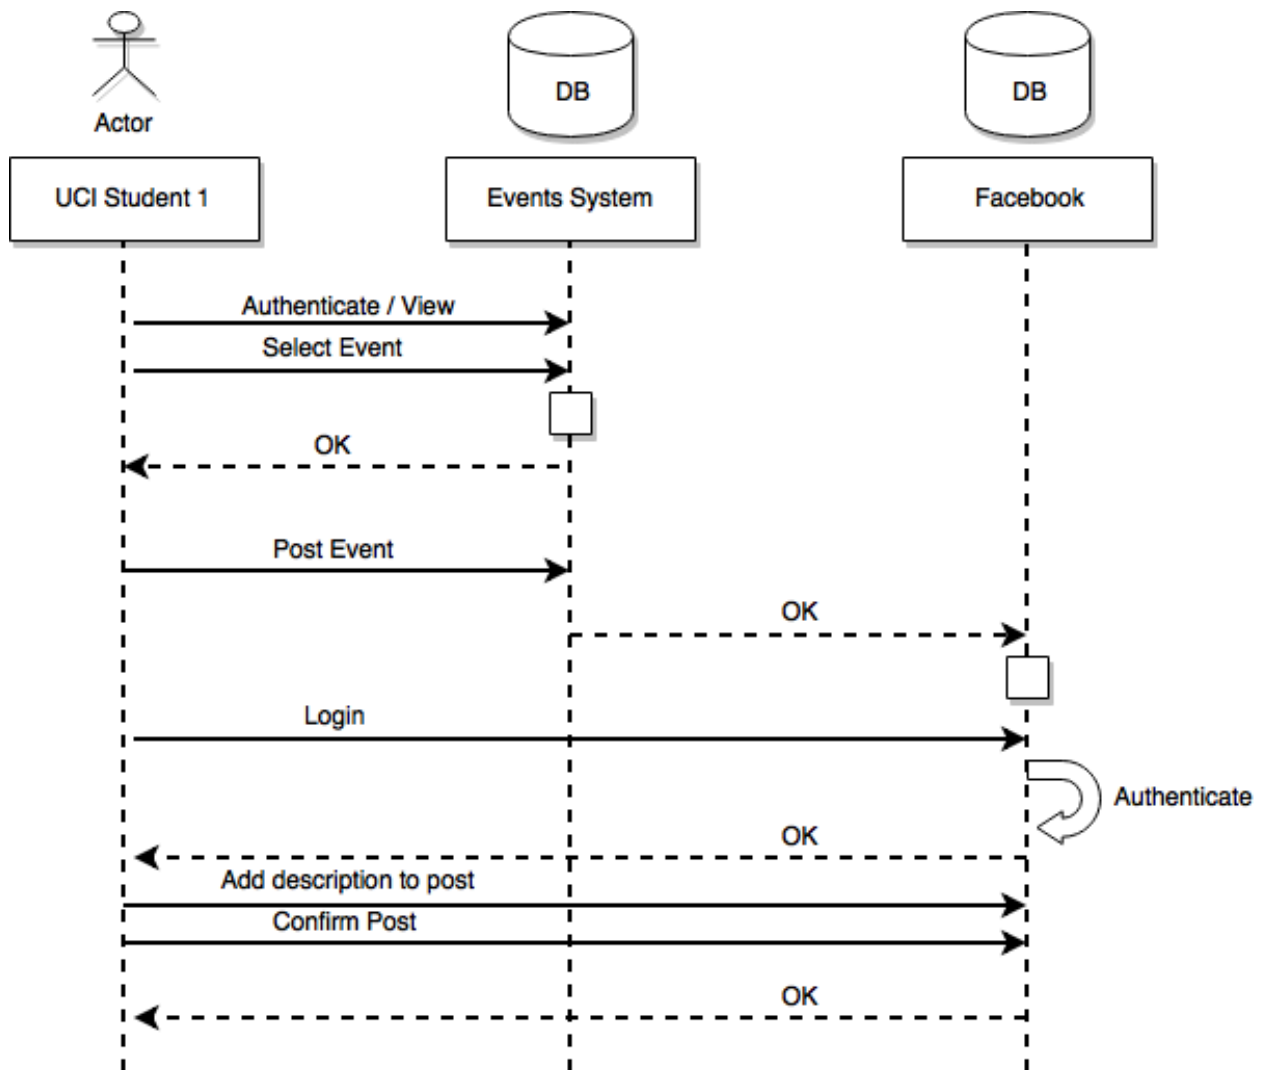 Actor
DB
DB
UCI Student 1
Events System
Facebook
Authenticate / View
Select Event
OK
Post Event
OK
Login
Authenticate
OK
Add description to post
Confirm Post
OK